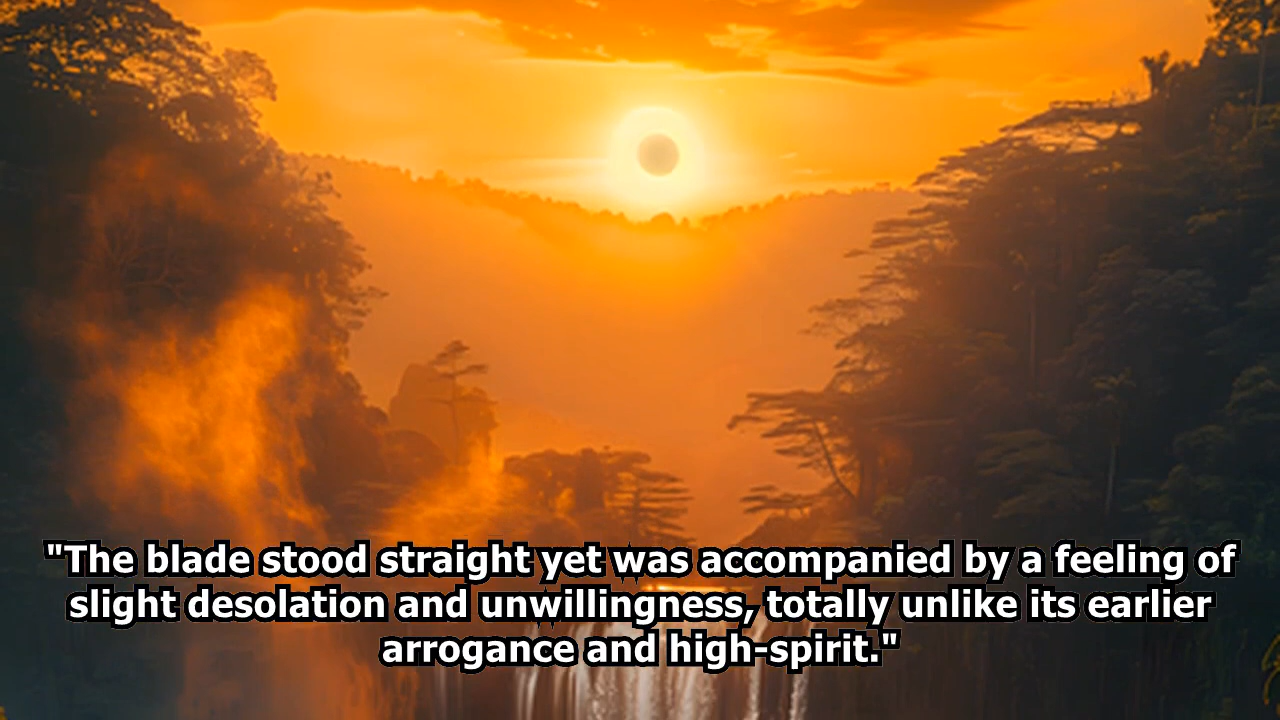 "The blade stood straight yet was accompanied by a feeling of
slight desolation and unwillingness, totally unlike its earlier
arrogance and high-spirit."